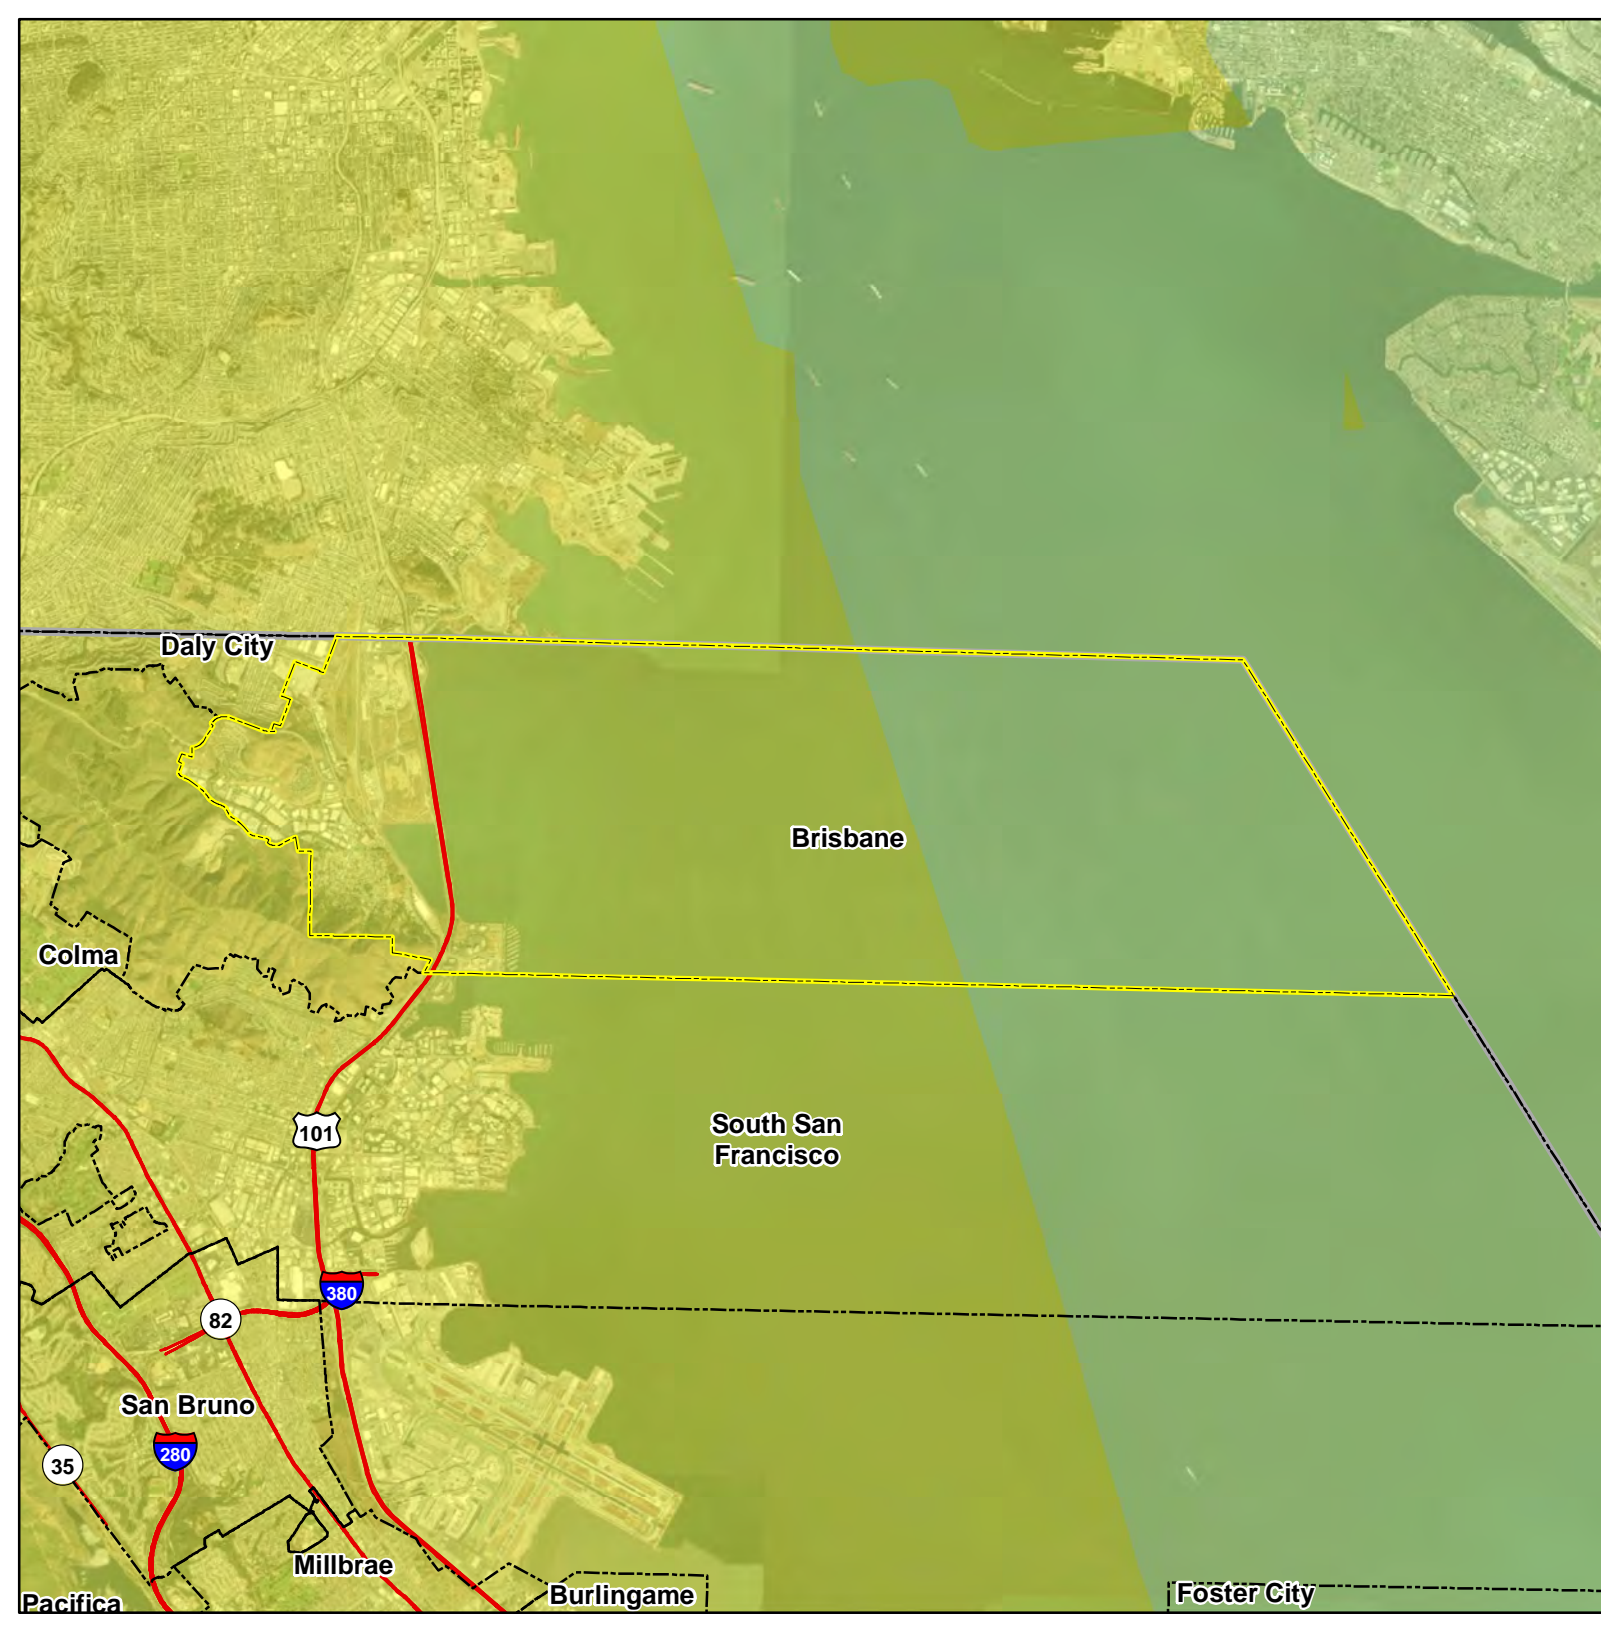 Daly City
Brisbane
Colma
South San
Francisco
101
380
82
San Bruno
280
35
Millbrae
Burlingame
Foster City
Pacifica